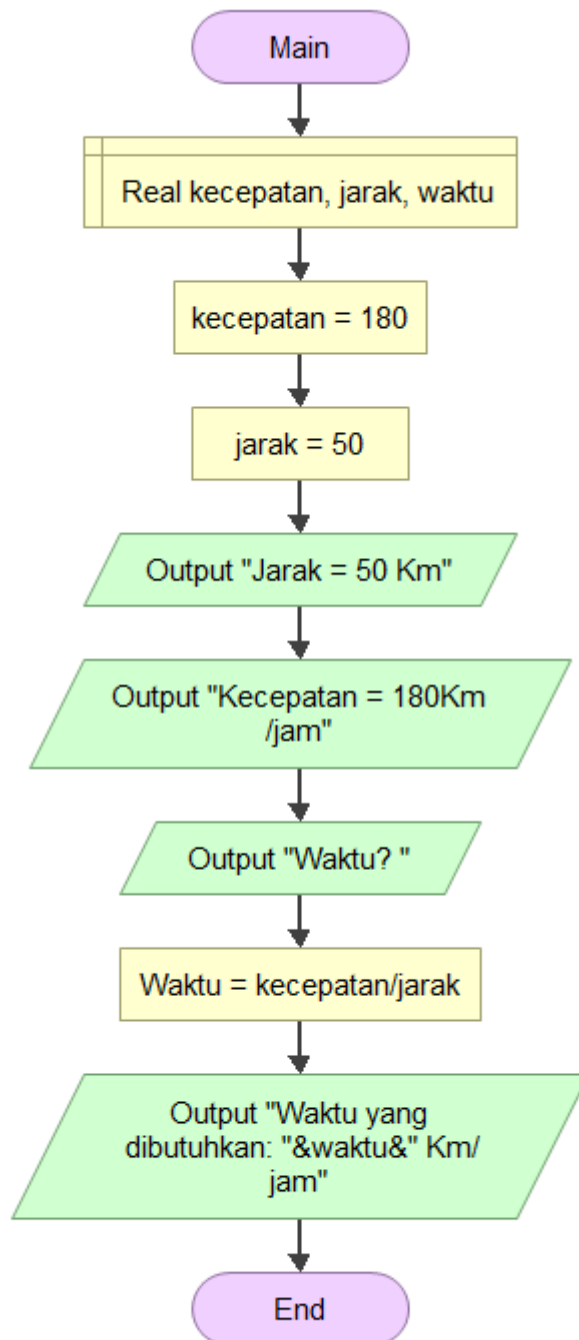 Main
Real kecepatan, jarak, waktu
kecepatan = 180
jarak = 50
Output "Jarak = 50 Km"
Output "Kecepatan = 180Km
/jam"
Output "Waktu? "
Waktu = kecepatan/jarak
Output "Waktu yang
dibutuhkan: "&waktu&" Km/
jam"
End